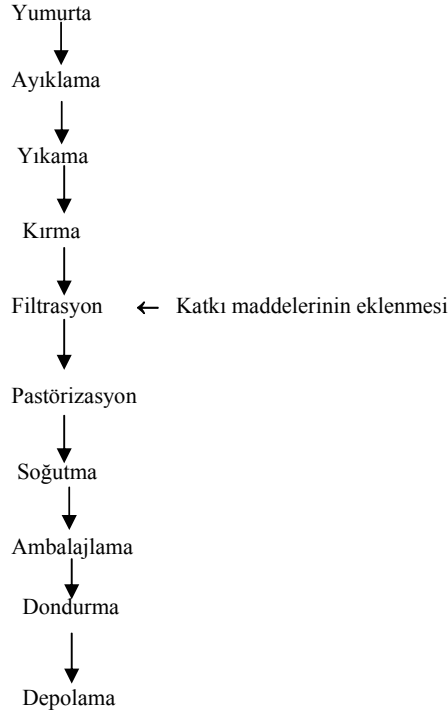 Yumurta
Ayıklama
Yıkama
Kırma
Filtrasyon ← Katkı maddelerinin eklenmesi
Pastörizasyon
Soğutma
Ambalajlama
Dondurma
Depolama